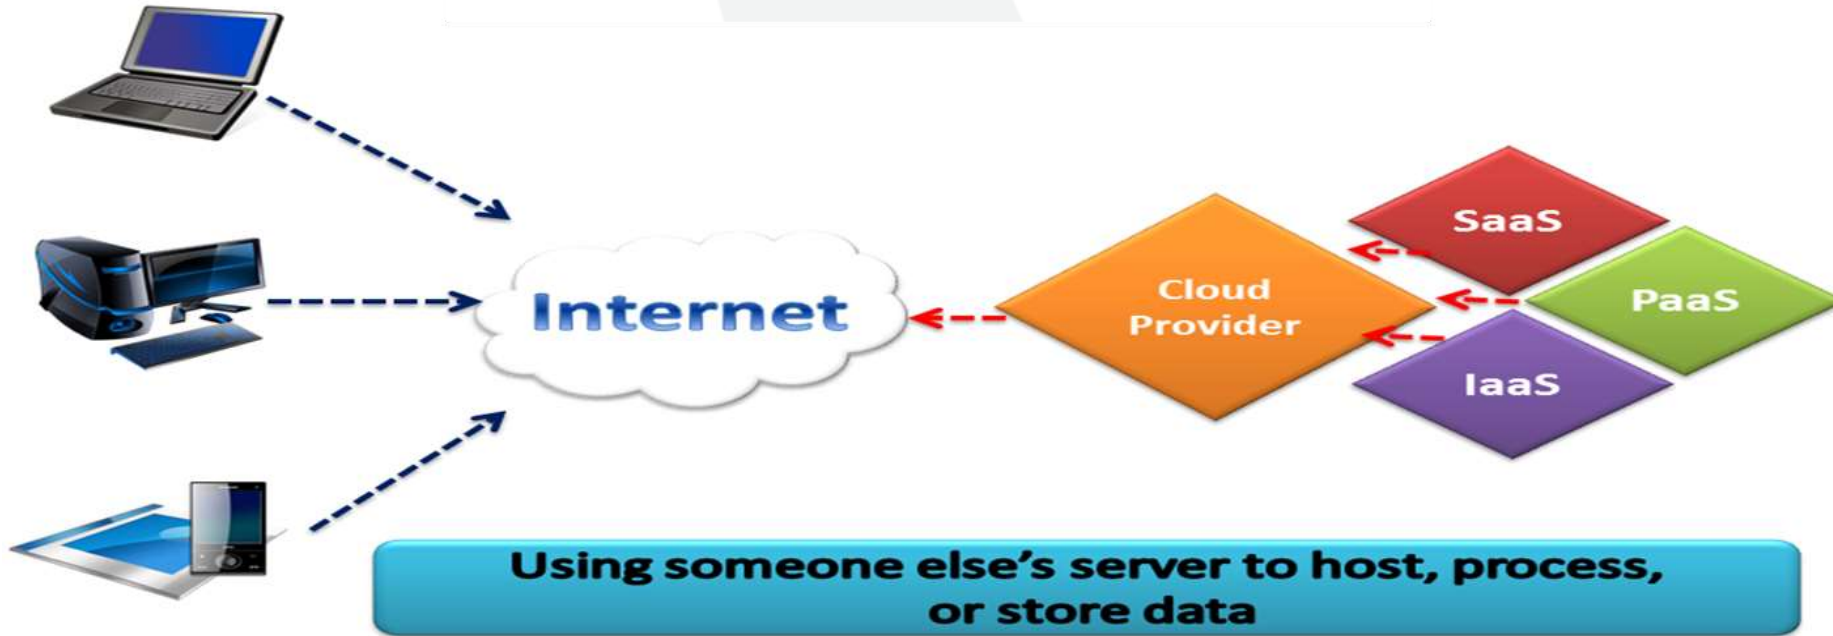 Internet
Cloud
Provider
SaaS
PaaS
IaaS
Using someone else's server to host, process,
or store data